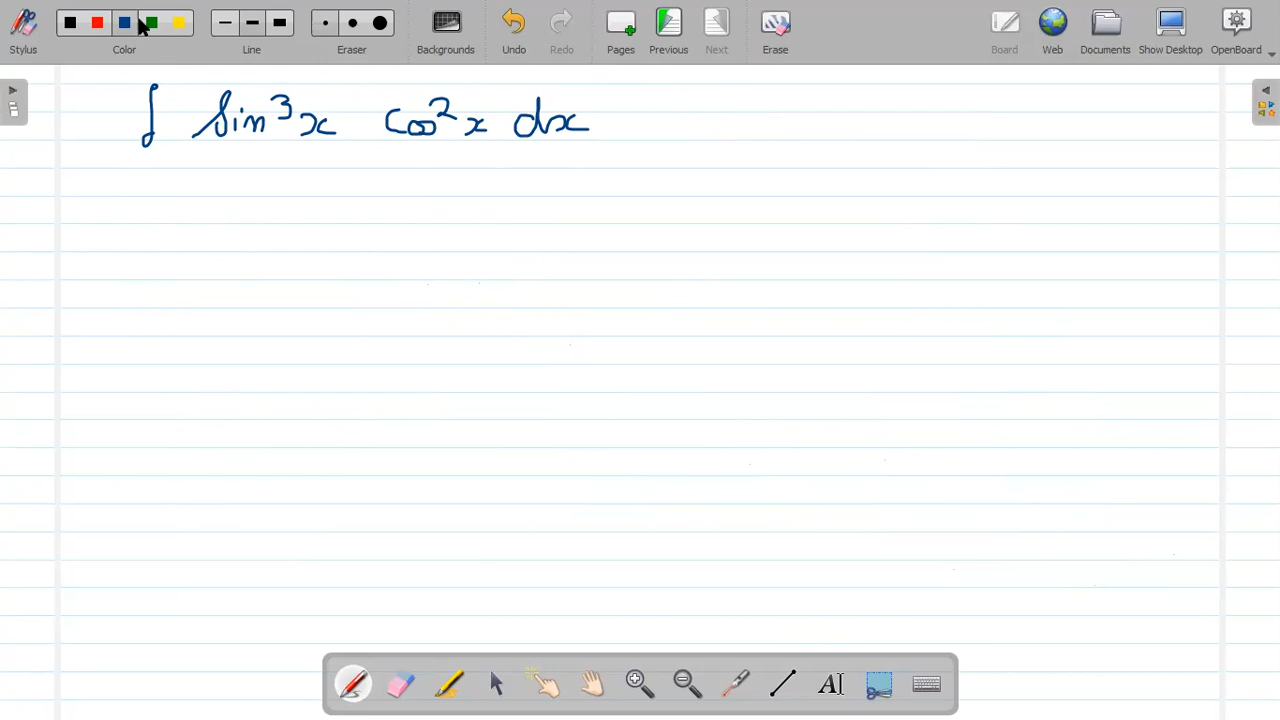 Stylus Color Line Eraser Backgrounds Undo Redo Pages Previous Next Erase Board Web Documents Show Desktop OpenBoard
∫ sin³x cos²x dx